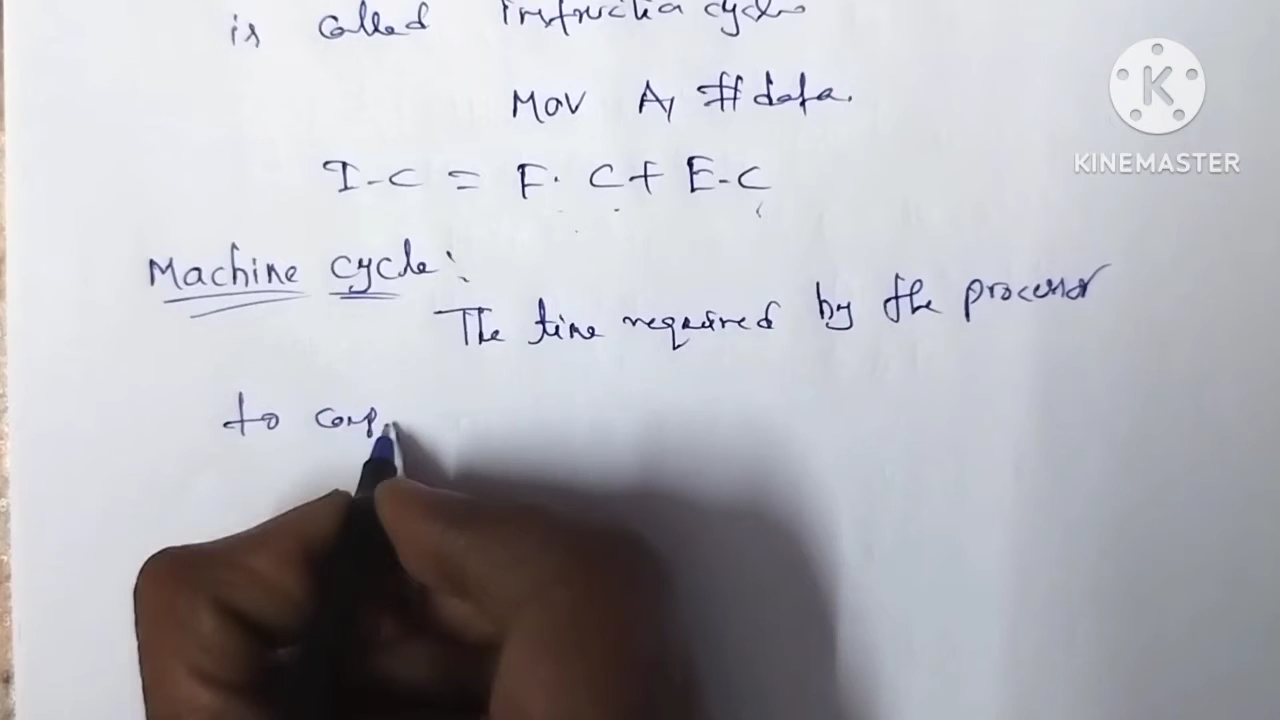 is called instruction cycle
Mov A, #data.
I-C = F. C + E-C
Machine cycle:
The time required by the processor
to comp
K
KINEMASTER